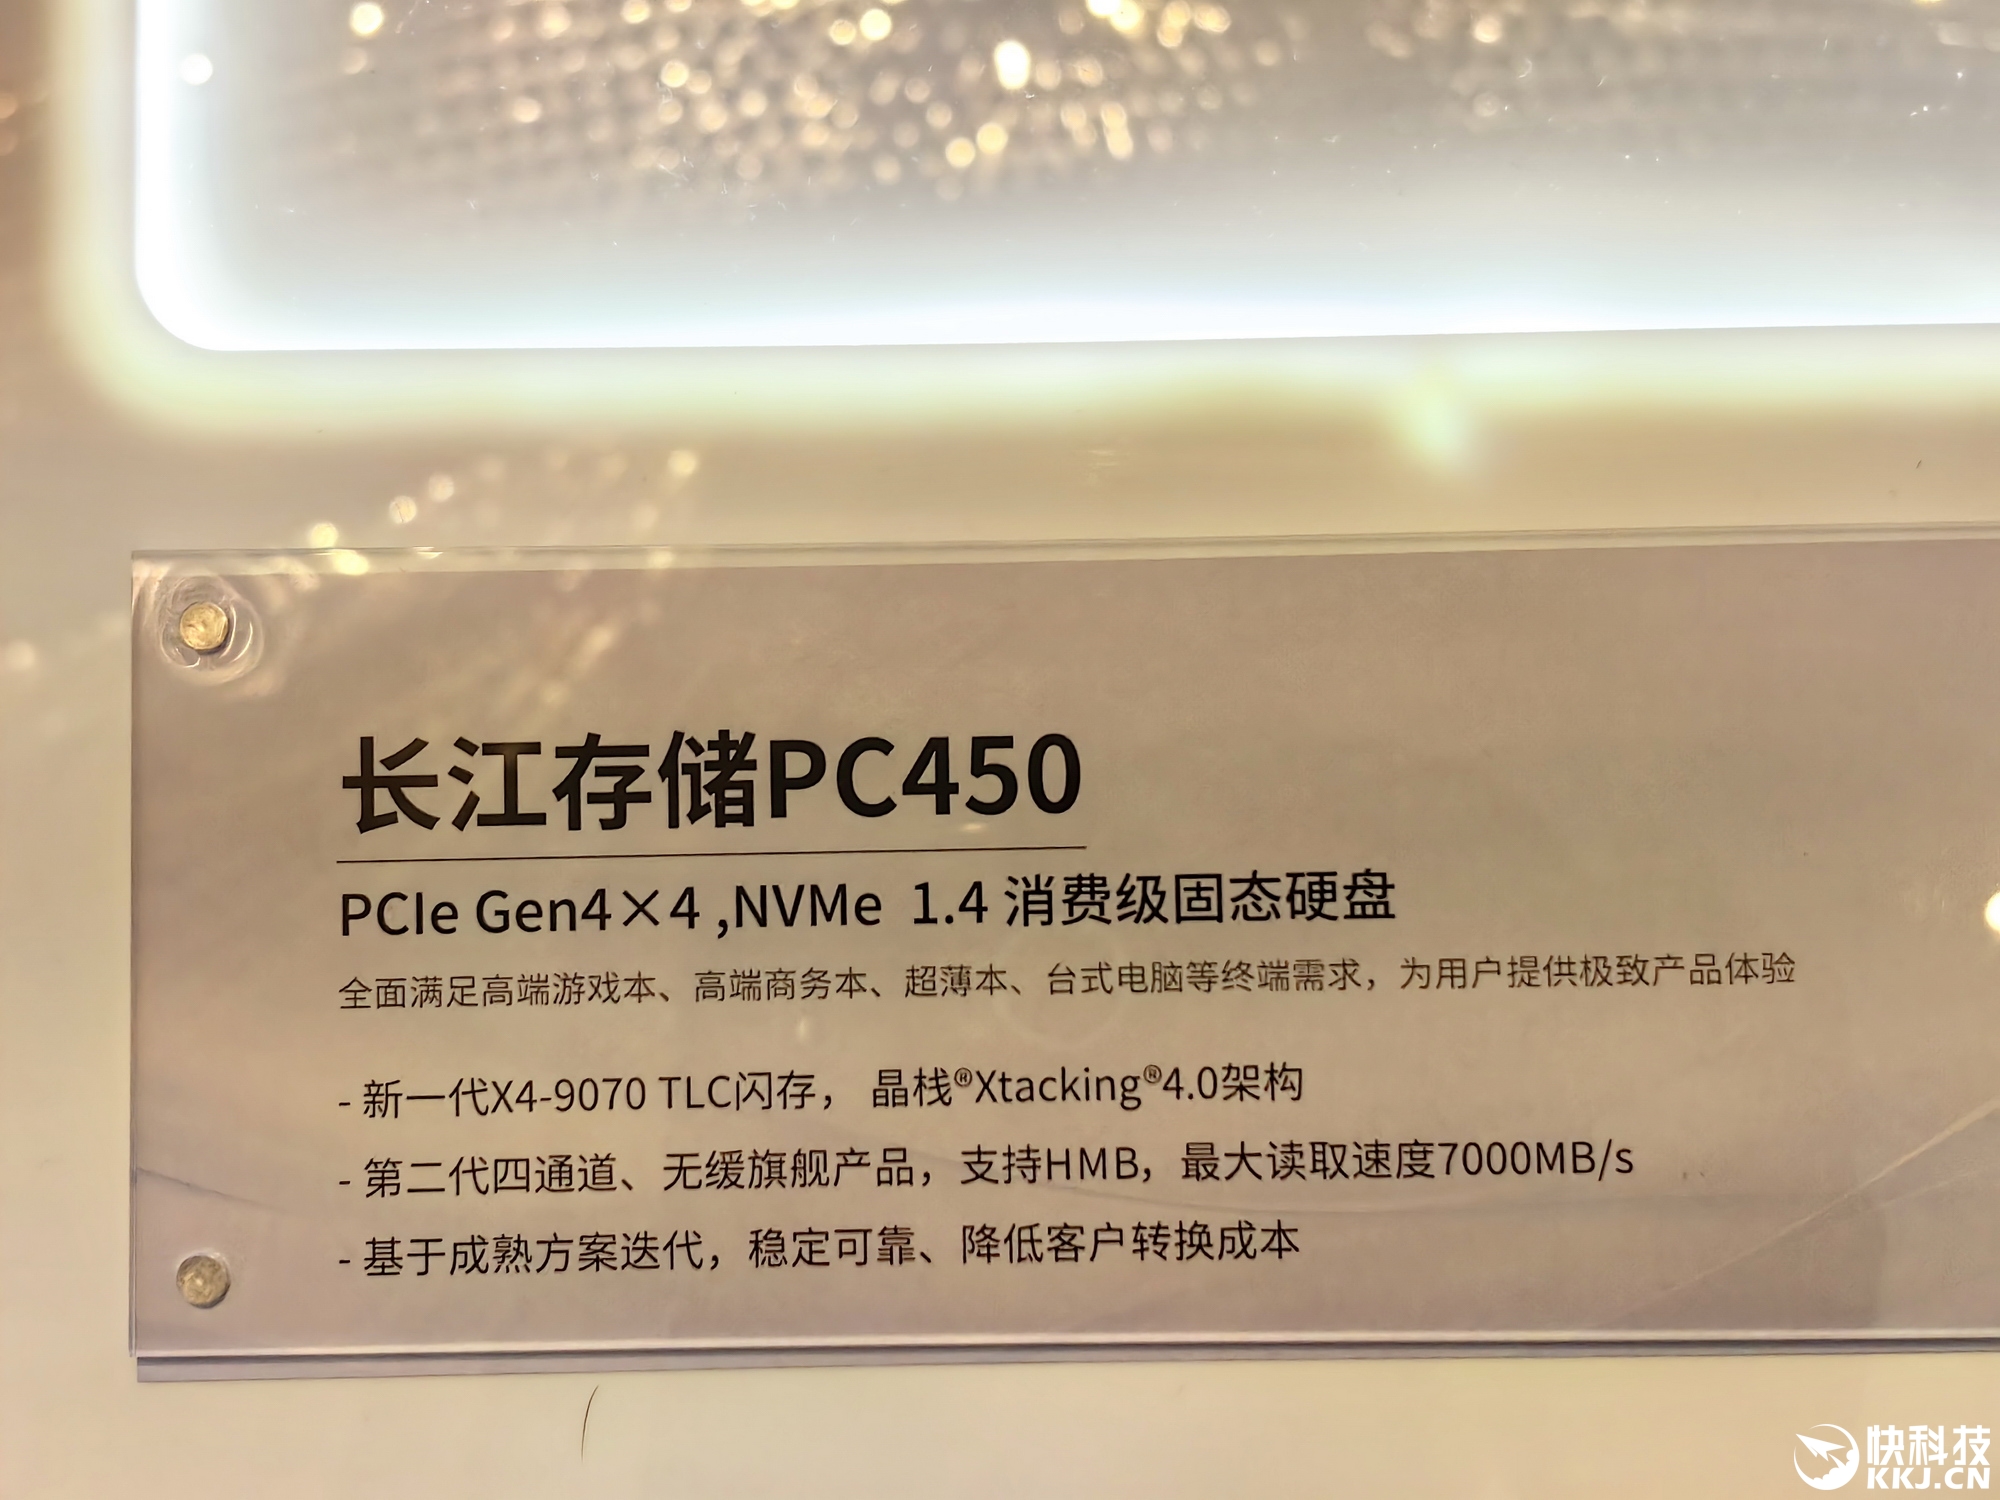 长江存储PC450
PCIe Gen4×4 ,NVMe 1.4 消费级固态硬盘
全面满足高端游戏本、高端商务本、超薄本、台式电脑等终端需求，为用户提供极致产品体验
- 新一代X4-9070 TLC闪存， 晶栈®Xtacking®4.0架构
- 第二代四通道、无缓旗舰产品，支持HMB，最大读取速度7000MB/s
- 基于成熟方案迭代，稳定可靠、降低客户转换成本
快科技
KKJ.CN